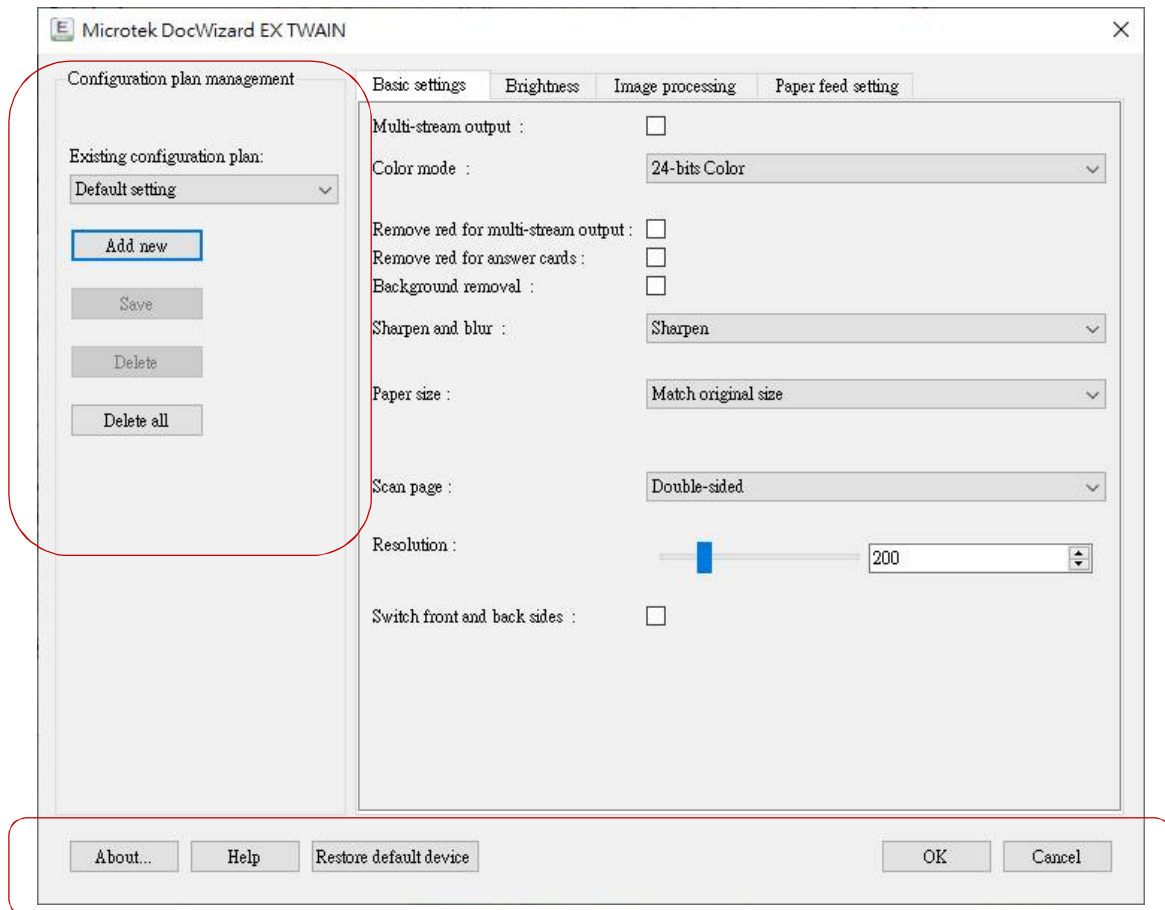 E Microtek DocWizard EX TWAIN
Configuration plan management
Existing configuration plan:
Default setting
Add new
Save
Delete
Delete all
Basic settings Brightness Image processing Paper feed setting
Multi-stream output :
Color mode : 24-bits Color
Remove red for multi-stream output :
Remove red for answer cards :
Background removal :
Sharpen and blur : Sharpen
Paper size : Match original size
Scan page : Double-sided
Resolution : 200
Switch front and back sides :
About... Help Restore default device OK Cancel